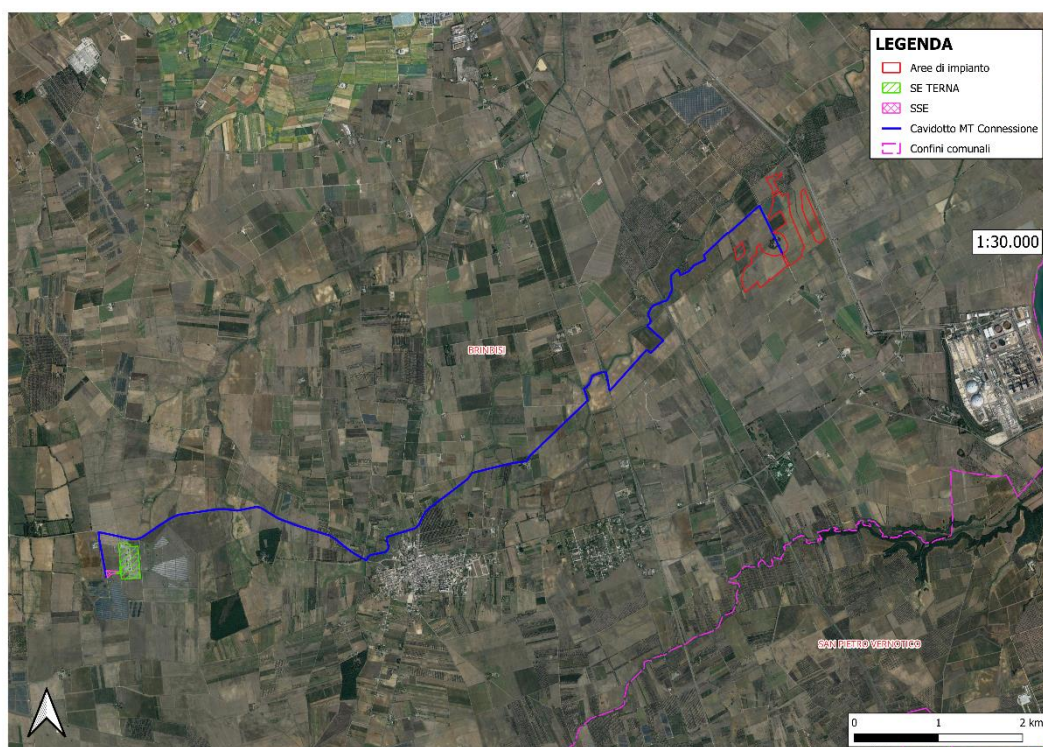 LEGENDA
Aree di impianto
SE TERNA
SSE
Cavidotto MT Connessione
Confini comunali
1:30.000
BRINDISI
SAN PIETRO VERNOTICO
0 1 2 km